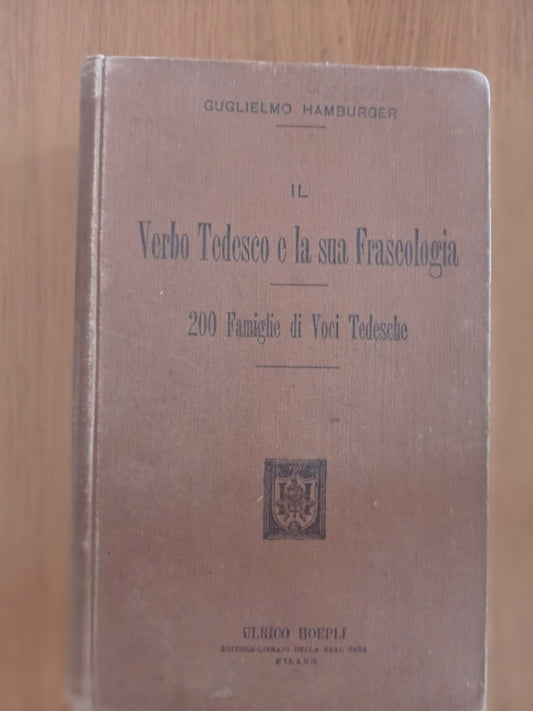 GUGLIELMO HAMBURGER
IL
Verbo Tedesco e la sua Fraseologia
200 Famiglie di Voci Tedesche
ULRICO HOEPLI
EDITORE-LIBRAIO DELLA REAL CASA
MILANO